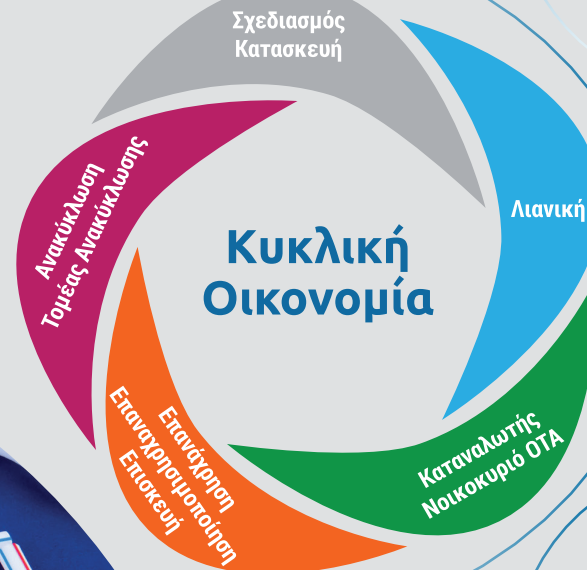 Σχεδιασμός
Κατασκευή
Λιανική
Καταναλωτής
Νοικοκυριό ΟΤΑ
Επανάχρηση
Επαναχρησιμοποίηση
Επισκευή
Ανακύκλωση
Τομέας Ανακύκλωσης
Κυκλική
Οικονομία